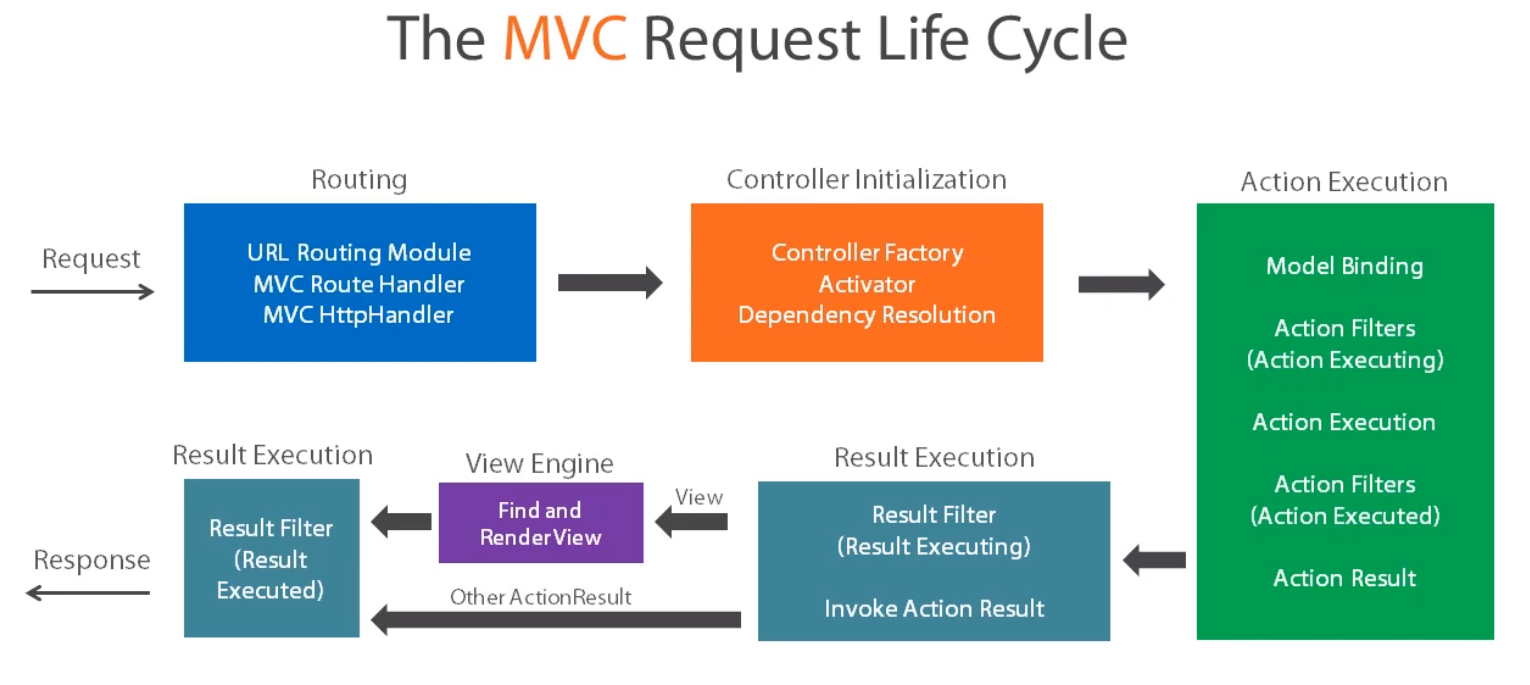 The MVC Request Life Cycle
Routing
Controller Initialization
Action Execution
Request
URL Routing Module
MVC Route Handler
MVC HttpHandler
Controller Factory
Activator
Dependency Resolution
Model Binding
Action Filters
(Action Executing)
Action Execution
Action Filters
(Action Executed)
Action Result
Result Execution
Result Filter
(Result Executing)
Invoke Action Result
View
View Engine
Find and
Render View
Other ActionResult
Result Execution
Result Filter
(Result
Executed)
Response